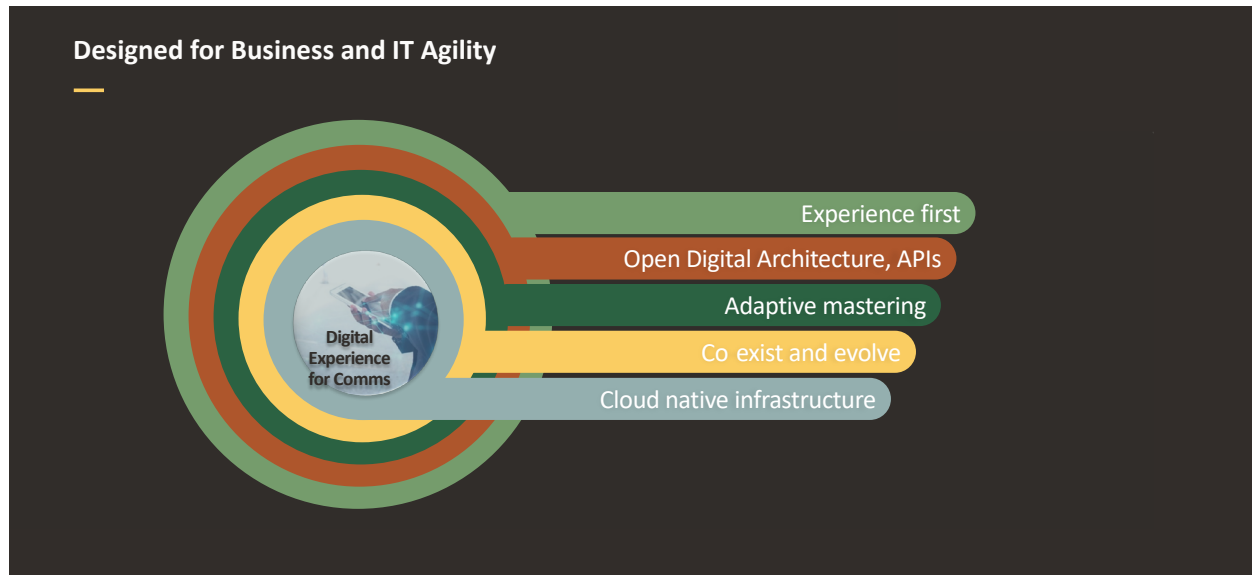 Designed for Business and IT Agility
Experience first
Open Digital Architecture, APIs
Adaptive mastering
Co exist and evolve
Cloud native infrastructure
Digital
Experience
for Comms